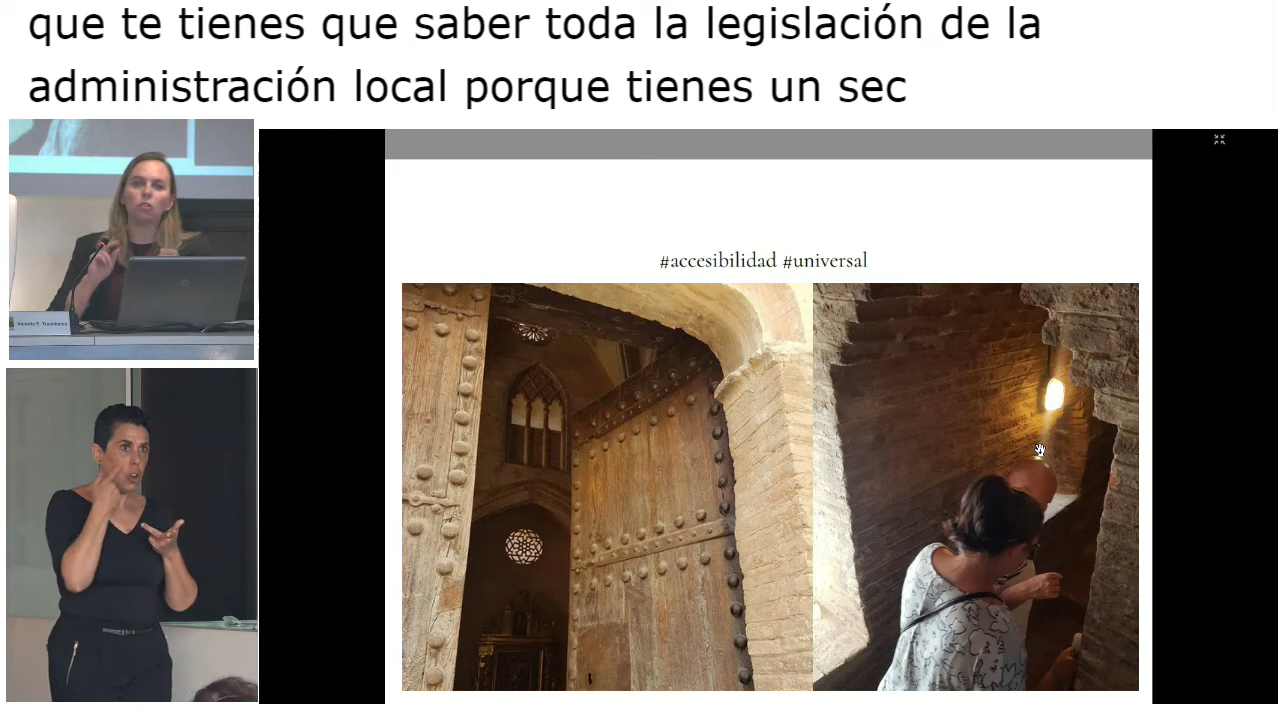 que te tienes que saber toda la legislación de la
administración local porque tienes un sec
#accesibilidad #universal